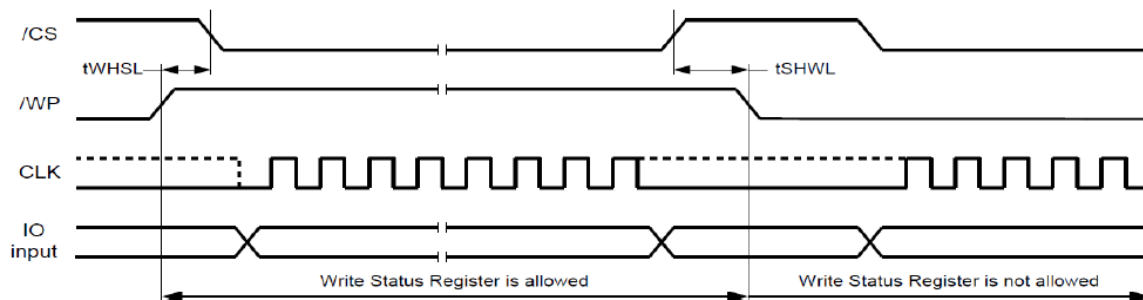 /CS
tWHSL
tSHWL
/WP
CLK
IO
input
Write Status Register is allowed
Write Status Register is not allowed